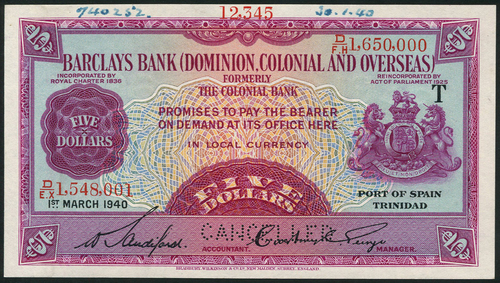 740252.
12,345
30.1.40
D/F.H 1,650,000
BARCLAYS BANK (DOMINION, COLONIAL AND OVERSEAS)
INCORPORATED BY
ROYAL CHARTER 1836
FORMERLY
THE COLONIAL BANK
REINCORPORATED BY
ACT OF PARLIAMENT 1925
T
PROMISES TO PAY THE BEARER
ON DEMAND AT ITS OFFICE HERE
IN LOCAL CURRENCY
FIVE
DOLLARS
D/E.X 1,548,001
1ST MARCH 1940
FIVE
DOLLARS
PORT OF SPAIN
TRINIDAD
CANCELLED
ACCOUNTANT.
MANAGER.
BRADBURY, WILKINSON & Co. LD. NEW MALDEN, SURREY, ENGLAND